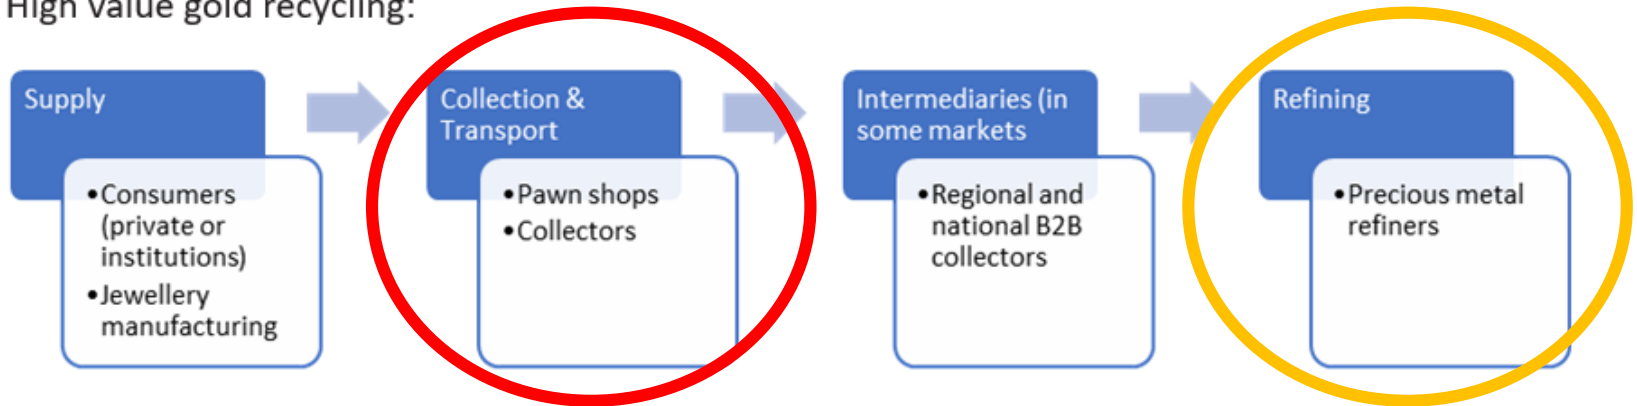 High value gold recycling:
Supply
•Consumers
(private or
institutions)
•Jewellery
manufacturing
Collection &
Transport
•Pawn shops
•Collectors
Intermediaries (in
some markets
•Regional and
national B2B
collectors
Refining
•Precious metal
refiners